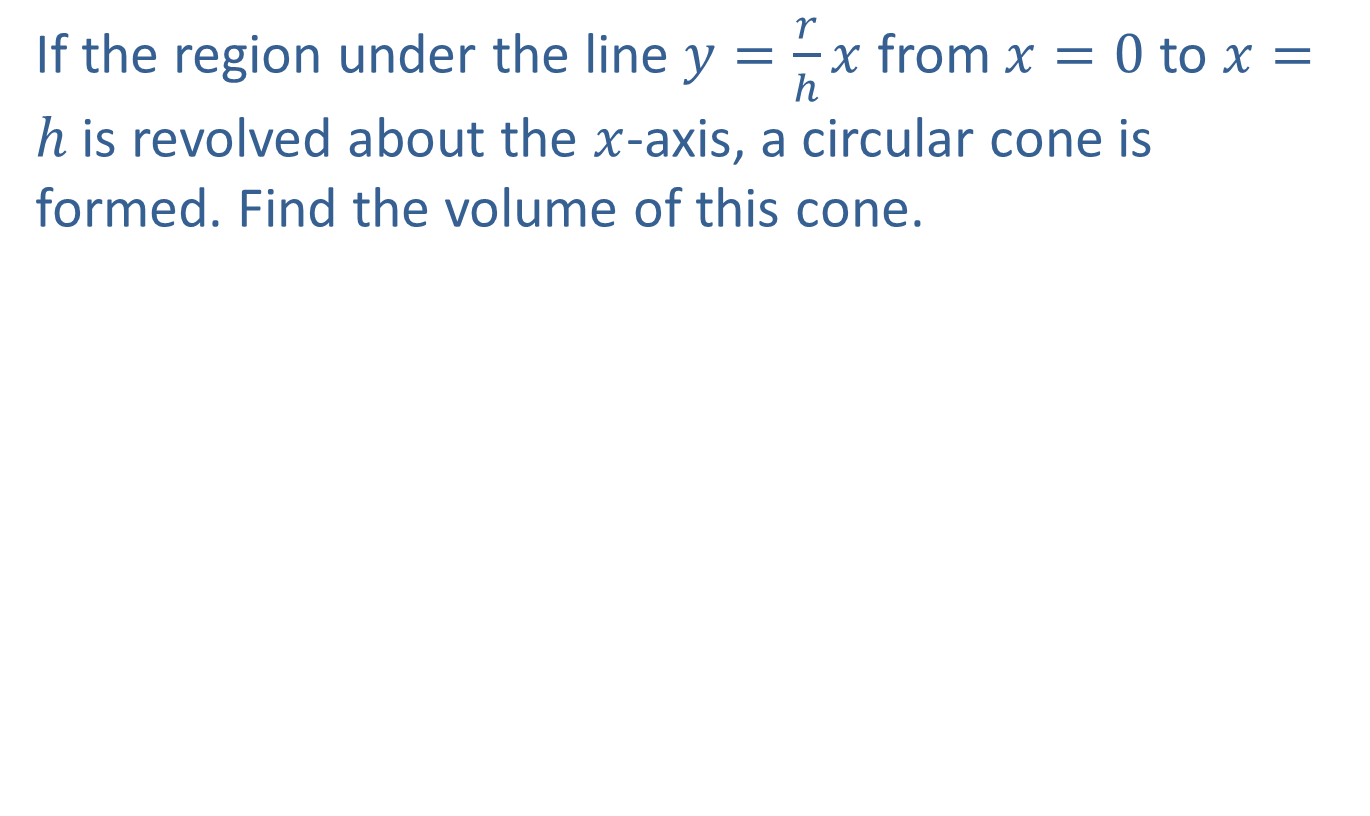 If the region under the line $y = \frac{r}{h}x$ from $x = 0$ to $x =$
$h$ is revolved about the $x$-axis, a circular cone is
formed. Find the volume of this cone.